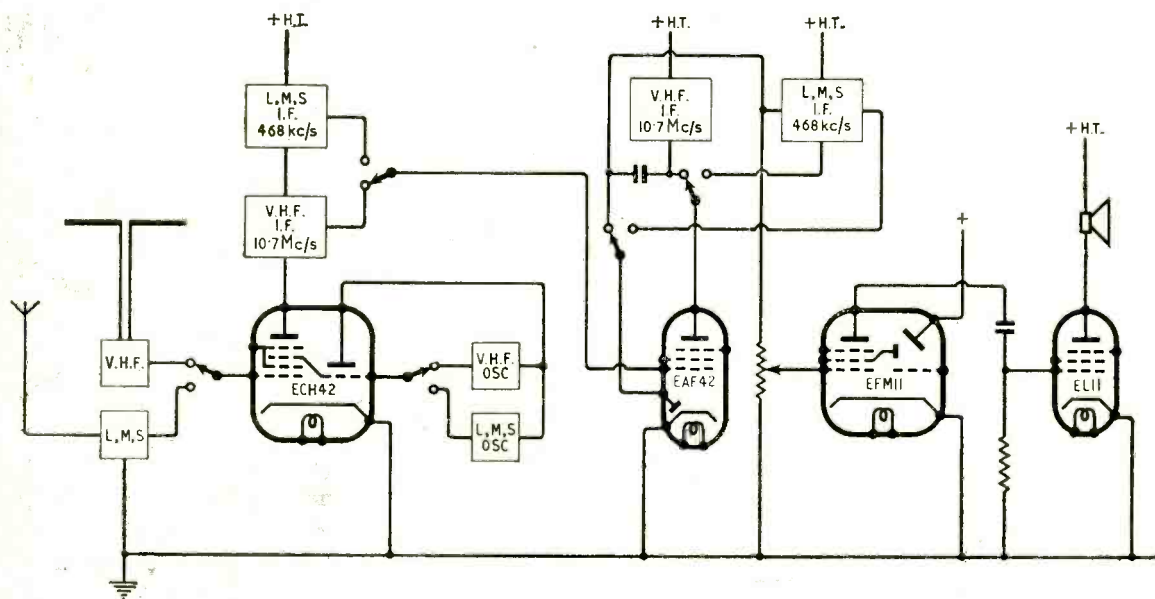 + H.T.
L,M,S
I.F.
468 kc/s
V.H.F.
I.F.
10·7 Mc/s
V.H.F.
L,M,S
ECH42
V.H.F.
OSC
L,M,S
OSC
+ H.T.
V.H.F.
I.F.
10·7 Mc/s
+ H.T.
L,M,S
I.F.
468 kc/s
EAF42
+
EFM11
+ H.T.
EL11